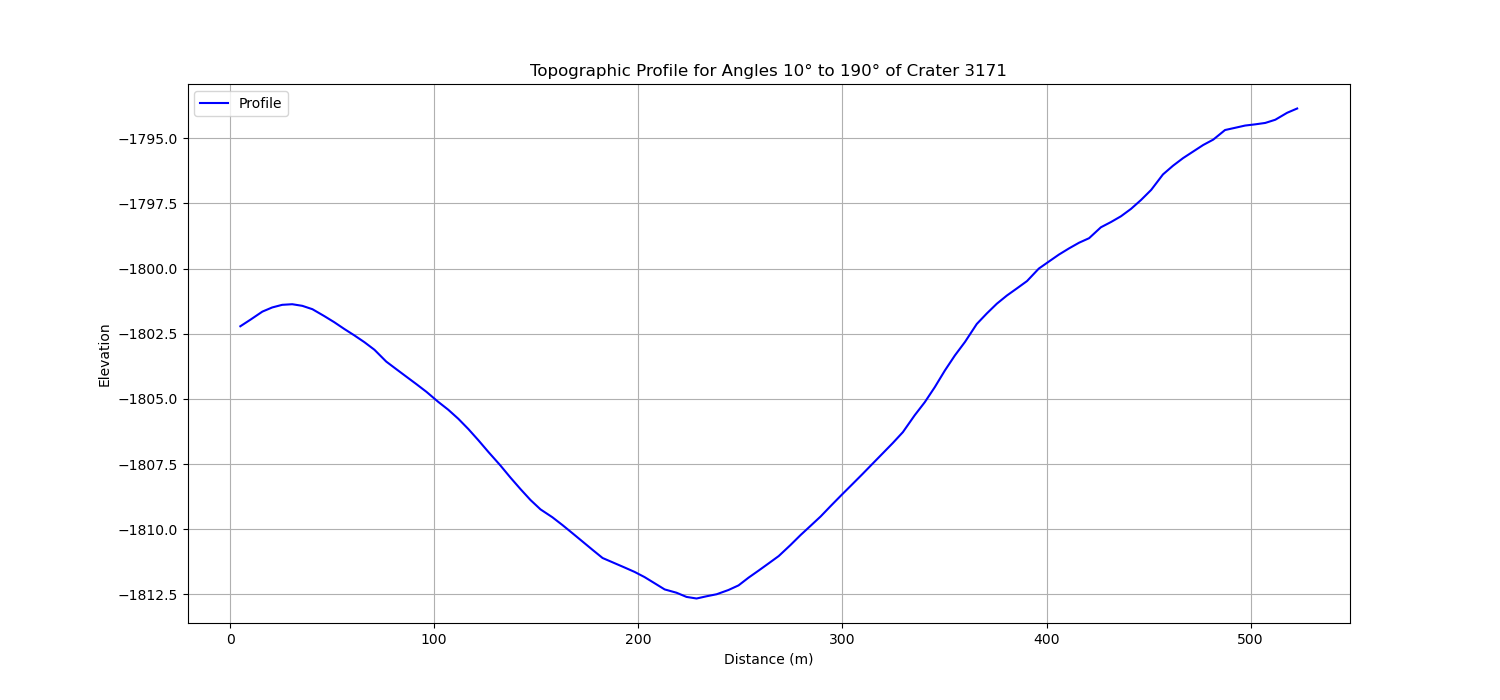 Topographic Profile for Angles 10° to 190° of Crater 3171
Profile
−1795.0
−1797.5
−1800.0
−1802.5
−1805.0
−1807.5
−1810.0
−1812.5
Elevation
0 100 200 300 400 500
Distance (m)